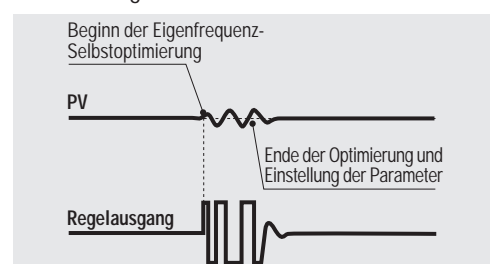 Beginn der Eigenfrequenz-
Selbstoptimierung
PV
Ende der Optimierung und
Einstellung der Parameter
Regelausgang